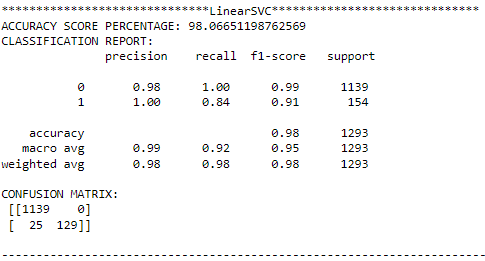 ******************************LinearSVC******************************
ACCURACY SCORE PERCENTAGE: 98.06651198762569
CLASSIFICATION REPORT:
              precision    recall  f1-score   support

           0       0.98      1.00      0.99      1139
           1       1.00      0.84      0.91       154

    accuracy                           0.98      1293
   macro avg       0.99      0.92      0.95      1293
weighted avg       0.98      0.98      0.98      1293

CONFUSION MATRIX:
 [[1139    0]
 [  25  129]]

----------------------------------------------------------------------